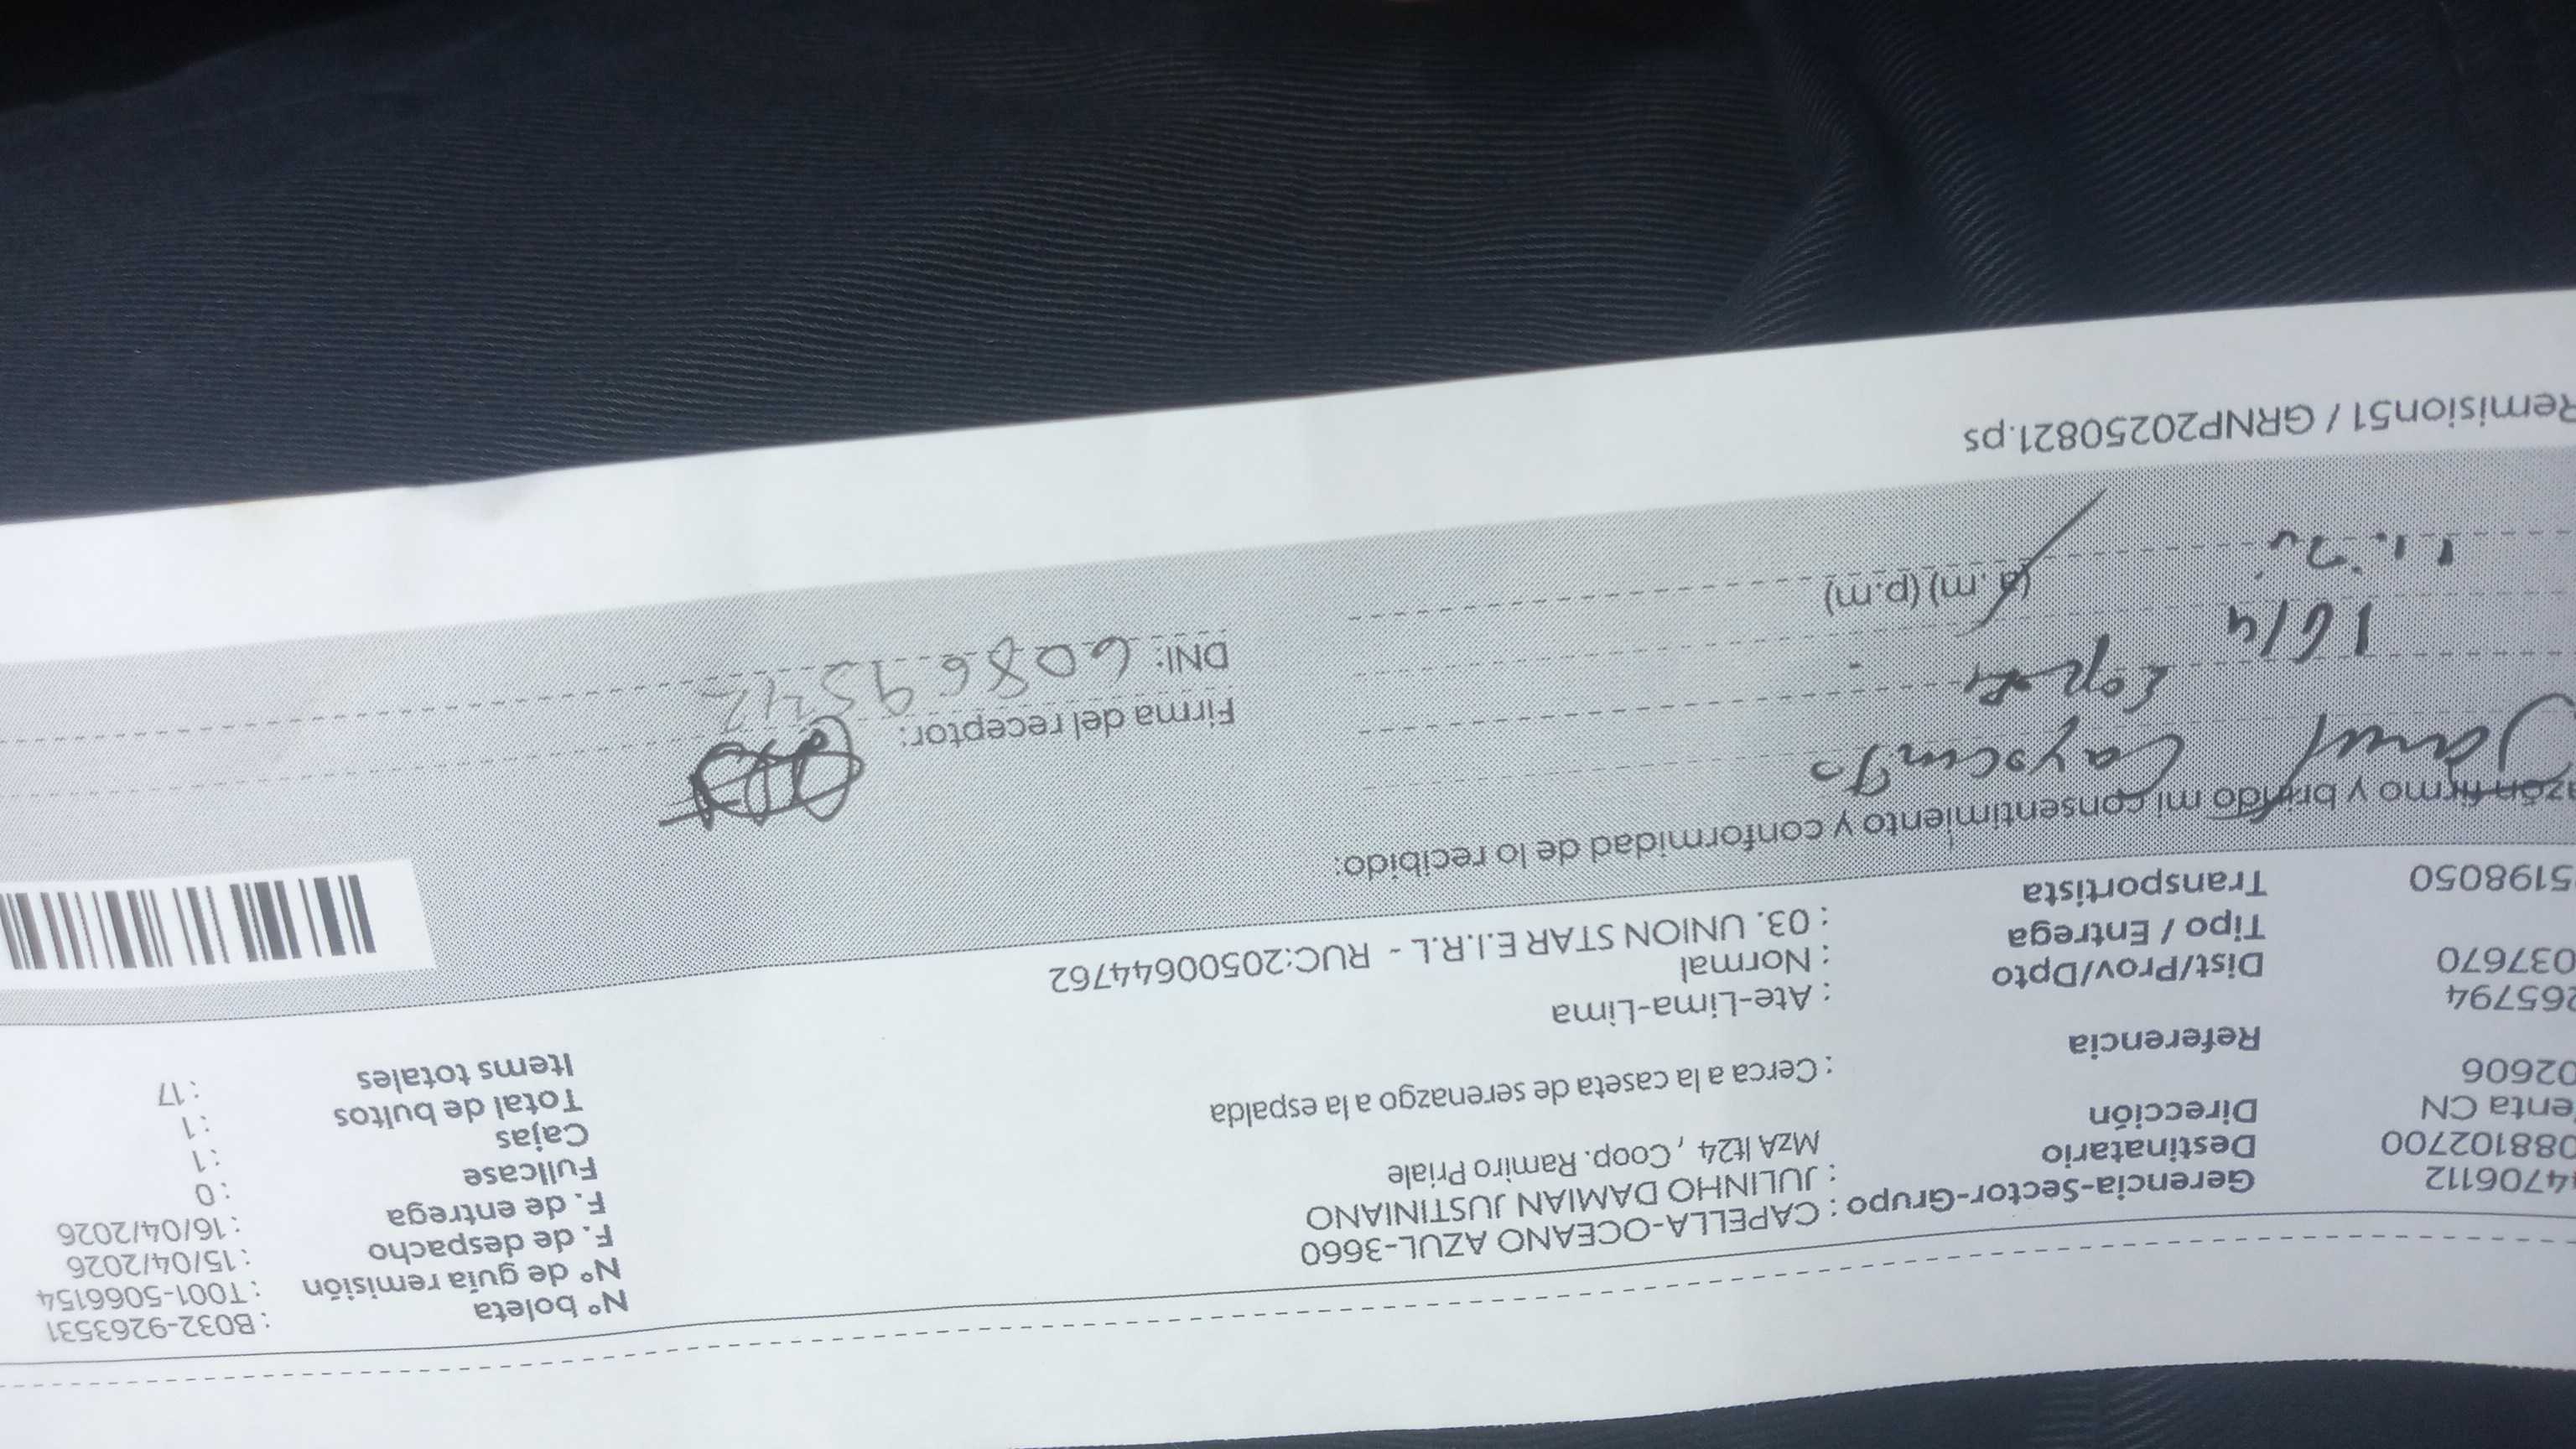 Nº boleta : B032-9263531
Nº de guía remisión : T001-5066154
44706112 Gerencia-Sector-Grupo : CAPELLA-OCEANO AZUL-3660 F. de despacho : 15/04/2026
088102700 Destinatario : JULINHO DAMIAN JUSTINIANO F. de entrega : 16/04/2026
enta CN Dirección MzA lt24 , Coop. Ramiro Priale Fullcase : 0
02606 Cajas : 1
265794 Referencia : Cerca a la caseta de serenazgo a la espalda Total de bultos : 1
037670 Dist/Prov/Dpto : Ate-Lima-Lima Items totales : 17
Tipo / Entrega : Normal
5198050 Transportista : 03. UNION STAR E.I.R.L - RUC:20500644762
azón firmo y brindo mi consentimiento y conformidad de lo recibido:
Firma del receptor:
16/4 DNI:
(a.m) (p.m)
Remision51 / GRNP20250821.ps